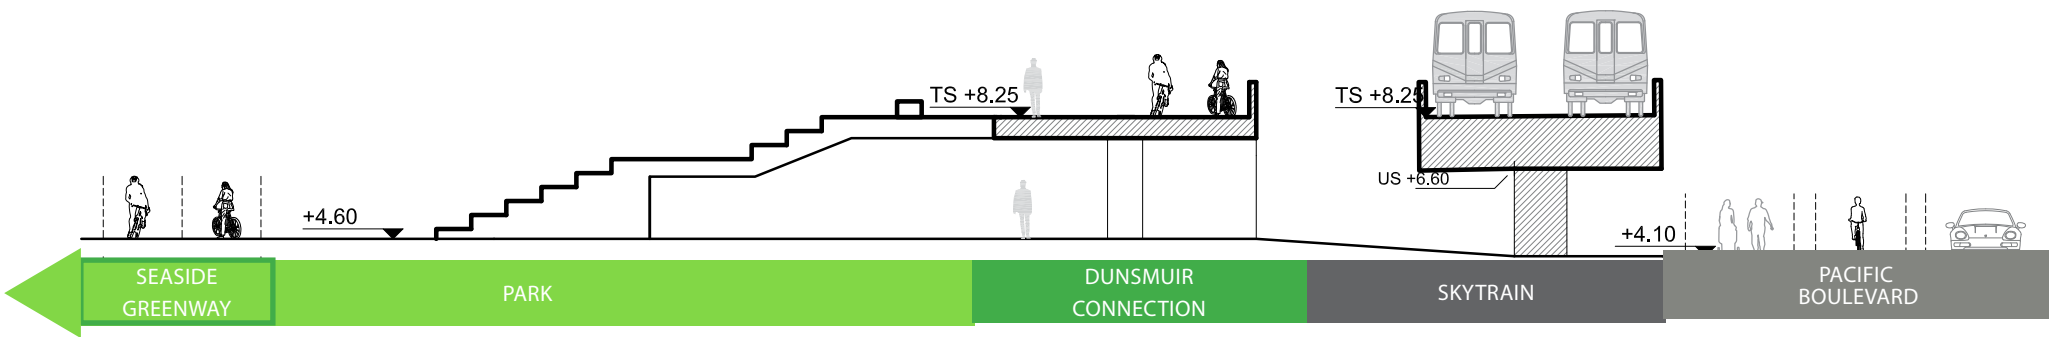 TS +8.25
TS +8.25
US +6.60
+4.60
+4.10
SEASIDE
GREENWAY
PARK
DUNSMUIR
CONNECTION
SKYTRAIN
PACIFIC
BOULEVARD